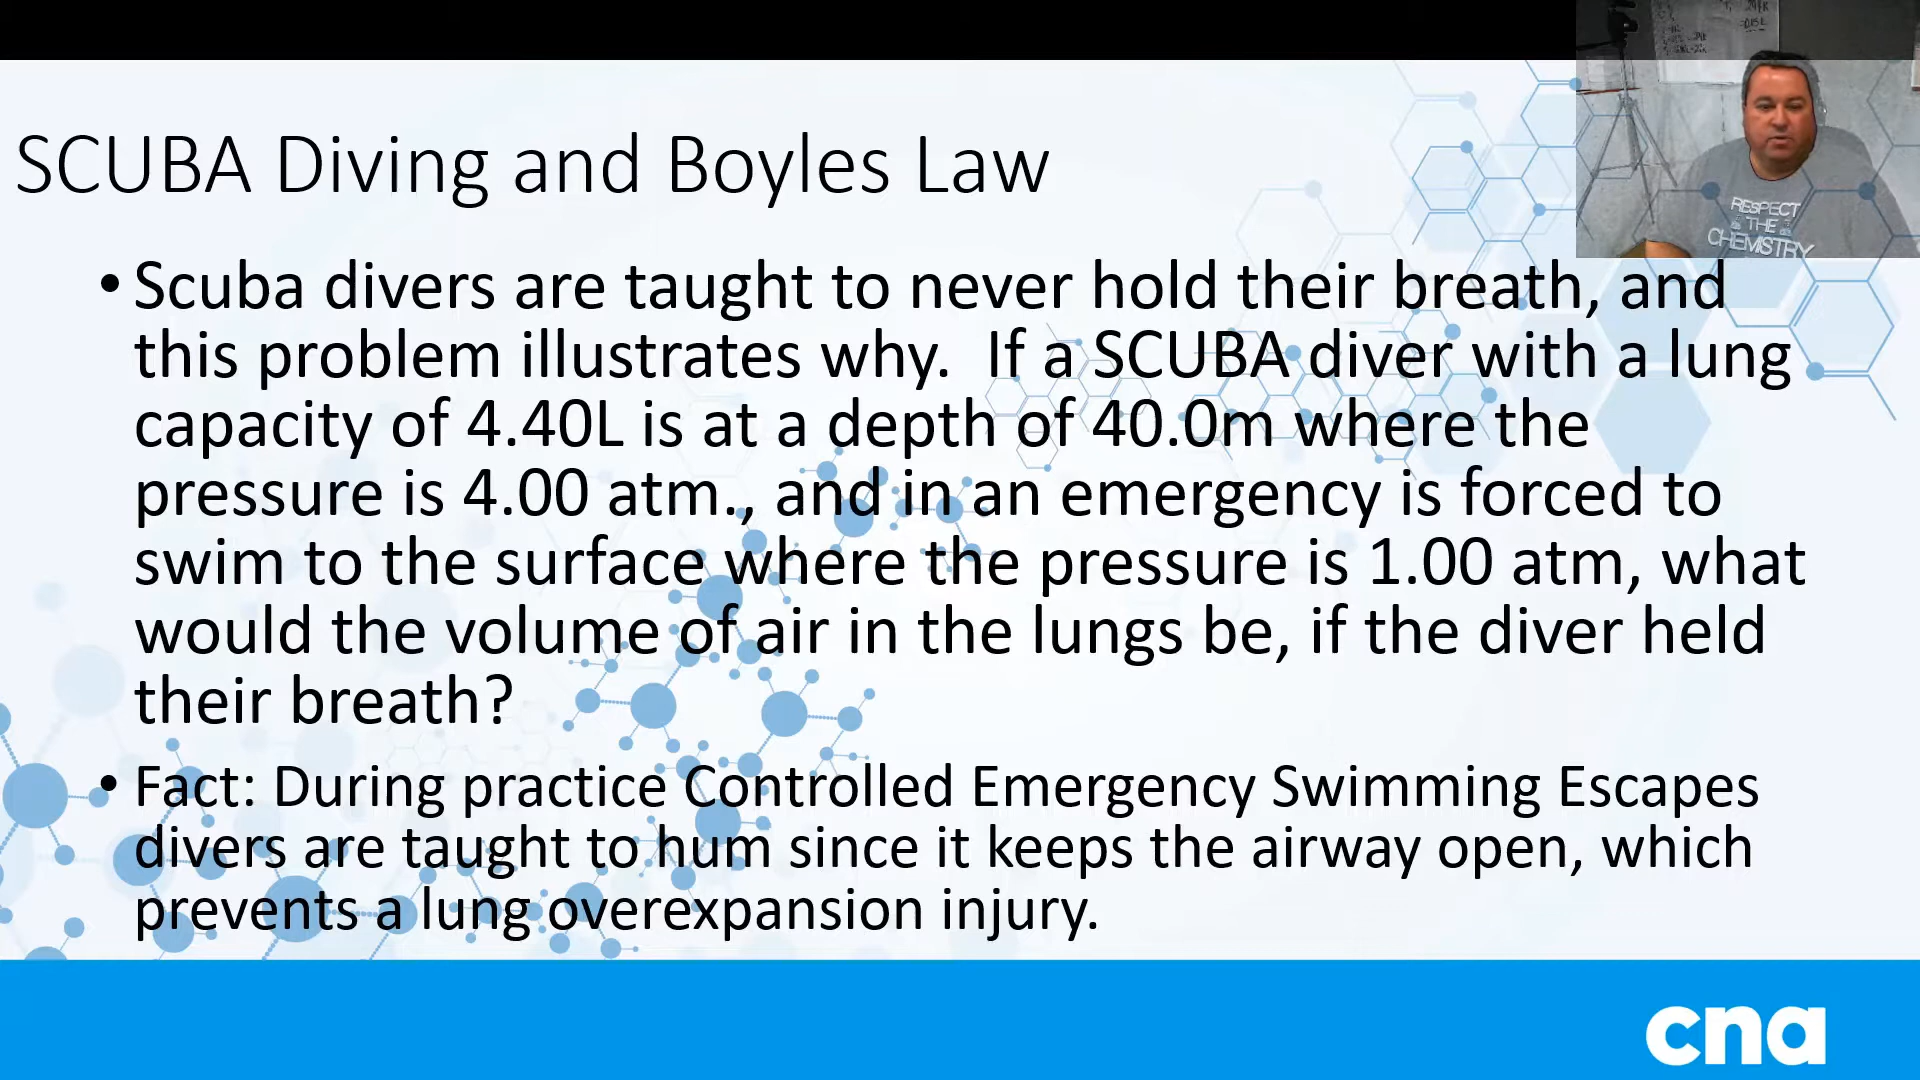 SCUBA Diving and Boyles Law
RESPECT
THE
CHEMISTRY
• Scuba divers are taught to never hold their breath, and
this problem illustrates why. If a SCUBA diver with a lung
capacity of 4.40L is at a depth of 40.0m where the
pressure is 4.00 atm., and in an emergency is forced to
swim to the surface where the pressure is 1.00 atm, what
would the volume of air in the lungs be, if the diver held
their breath?
• Fact: During practice Controlled Emergency Swimming Escapes
divers are taught to hum since it keeps the airway open, which
prevents a lung overexpansion injury.
cna